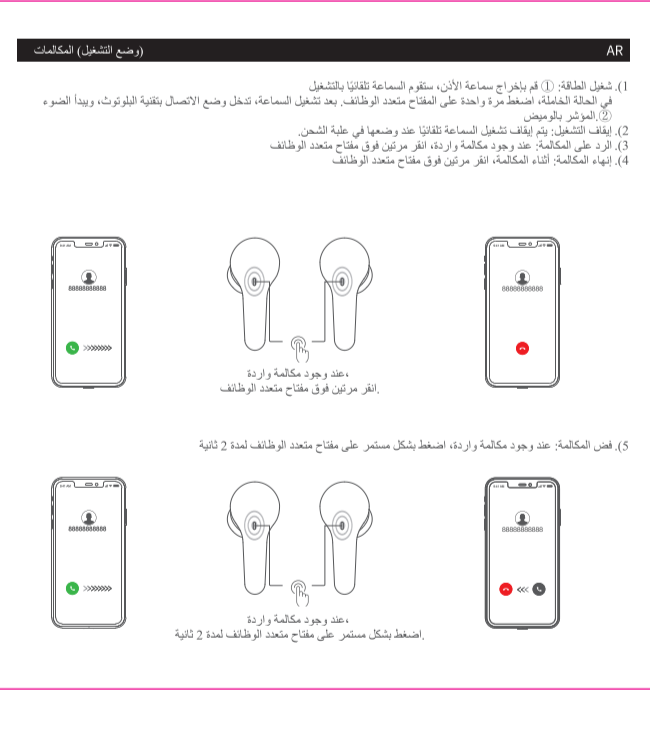 AR
(وضع التشغيل) المكالمات
1). شغيل الطاقة: ① قم بإخراج سماعة الأذن، ستقوم السماعة تلقائيًا بالتشغيل
في الحالة الخاملة، اضغط مرة واحدة على المفتاح متعدد الوظائف. بعد تشغيل السماعة، تدخل وضع الاتصال بتقنية البلوتوث، ويبدأ الضوء
②.المؤشر بالوميض
2). إيقاف التشغيل: يتم إيقاف تشغيل السماعة تلقائيًا عند وضعها في علبة الشحن.
3). الرد على المكالمة: عند وجود مكالمة واردة، انقر مرتين فوق مفتاح متعدد الوظائف
4). إنهاء المكالمة: أثناء المكالمة، انقر مرتين فوق مفتاح متعدد الوظائف
88888888888
88888888888
،عند وجود مكالمة واردة
.انقر مرتين فوق مفتاح متعدد الوظائف
5). فض المكالمة: عند وجود مكالمة واردة، اضغط بشكل مستمر على مفتاح متعدد الوظائف لمدة 2 ثانية
88888888888
88888888888
،عند وجود مكالمة واردة
.اضغط بشكل مستمر على مفتاح متعدد الوظائف لمدة 2 ثانية